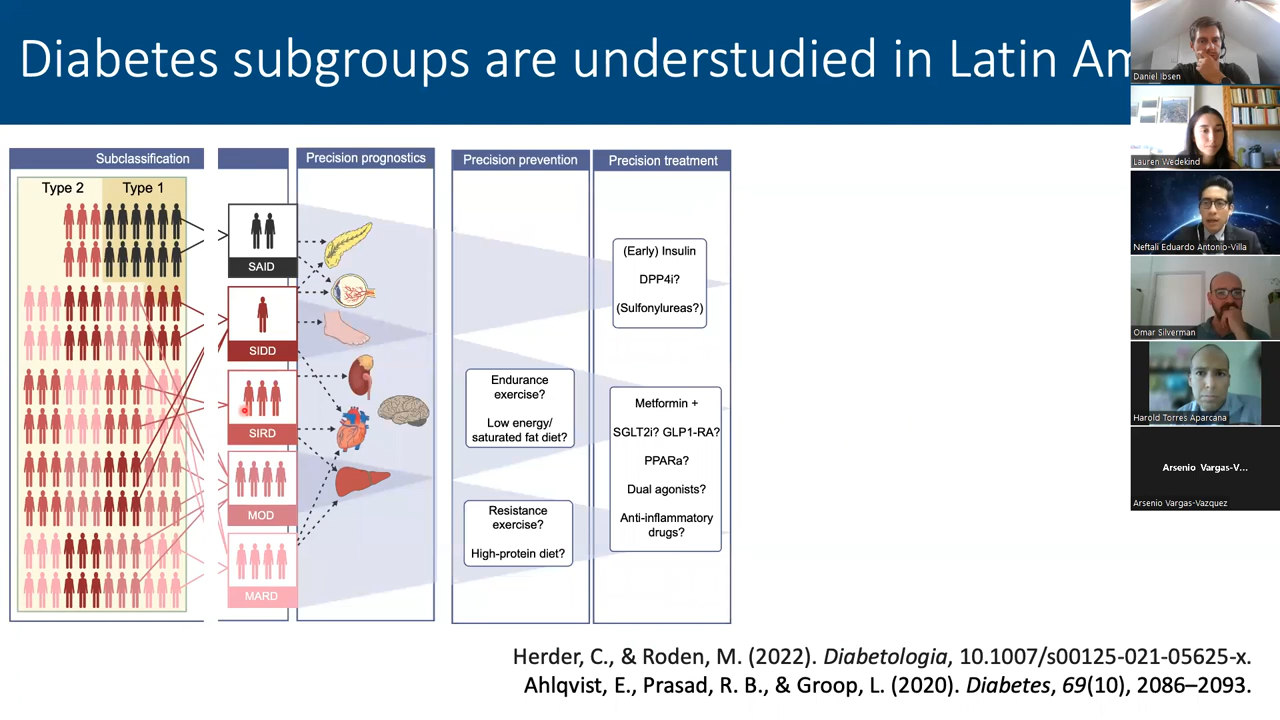 Diabetes subgroups are understudied in Latin Am
Subclassification
Type 2
Type 1
SAID
SIDD
SIRD
MOD
MARD
Precision prognostics
Precision prevention
Endurance
exercise?
Low energy/
saturated fat diet?
Resistance
exercise?
High-protein diet?
Precision treatment
(Early) Insulin
DPP4i?
(Sulfonylureas?)
Metformin +
SGLT2i? GLP1-RA?
PPARa?
Dual agonists?
Anti-inflammatory
drugs?
Herder, C., & Roden, M. (2022). Diabetologia, 10.1007/s00125-021-05625-x.
Ahlqvist, E., Prasad, R. B., & Groop, L. (2020). Diabetes, 69(10), 2086–2093.
Daniel Ibsen
Lauren Wedekind
Neftali Eduardo Antonio-Villa
Omar Silverman
Harold Torres Aparcana
Arsenio Vargas-V...
Arsenio Vargas-Vazquez